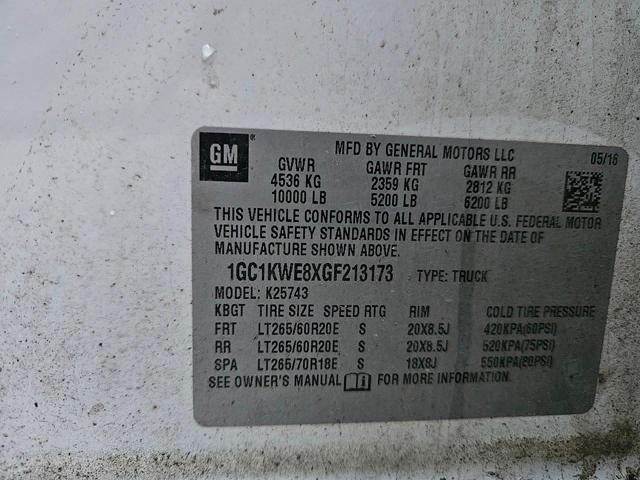 GM ® MFD BY GENERAL MOTORS LLC 05/16
GVWR GAWR FRT GAWR RR
4536 KG 2359 KG 2812 KG
10000 LB 5200 LB 6200 LB
THIS VEHICLE CONFORMS TO ALL APPLICABLE U.S. FEDERAL MOTOR
VEHICLE SAFETY STANDARDS IN EFFECT ON THE DATE OF
MANUFACTURE SHOWN ABOVE.
1GC1KWE8XGF213173 TYPE: TRUCK
MODEL: K25743
KBGT TIRE SIZE SPEED RTG RIM COLD TIRE PRESSURE
FRT LT265/60R20E S 20X8.5J 420KPA(60PSI)
RR LT265/60R20E S 20X8.5J 520KPA(75PSI)
SPA LT265/70R18E S 18X8J 550KPA(80PSI)
SEE OWNER'S MANUAL FOR MORE INFORMATION.